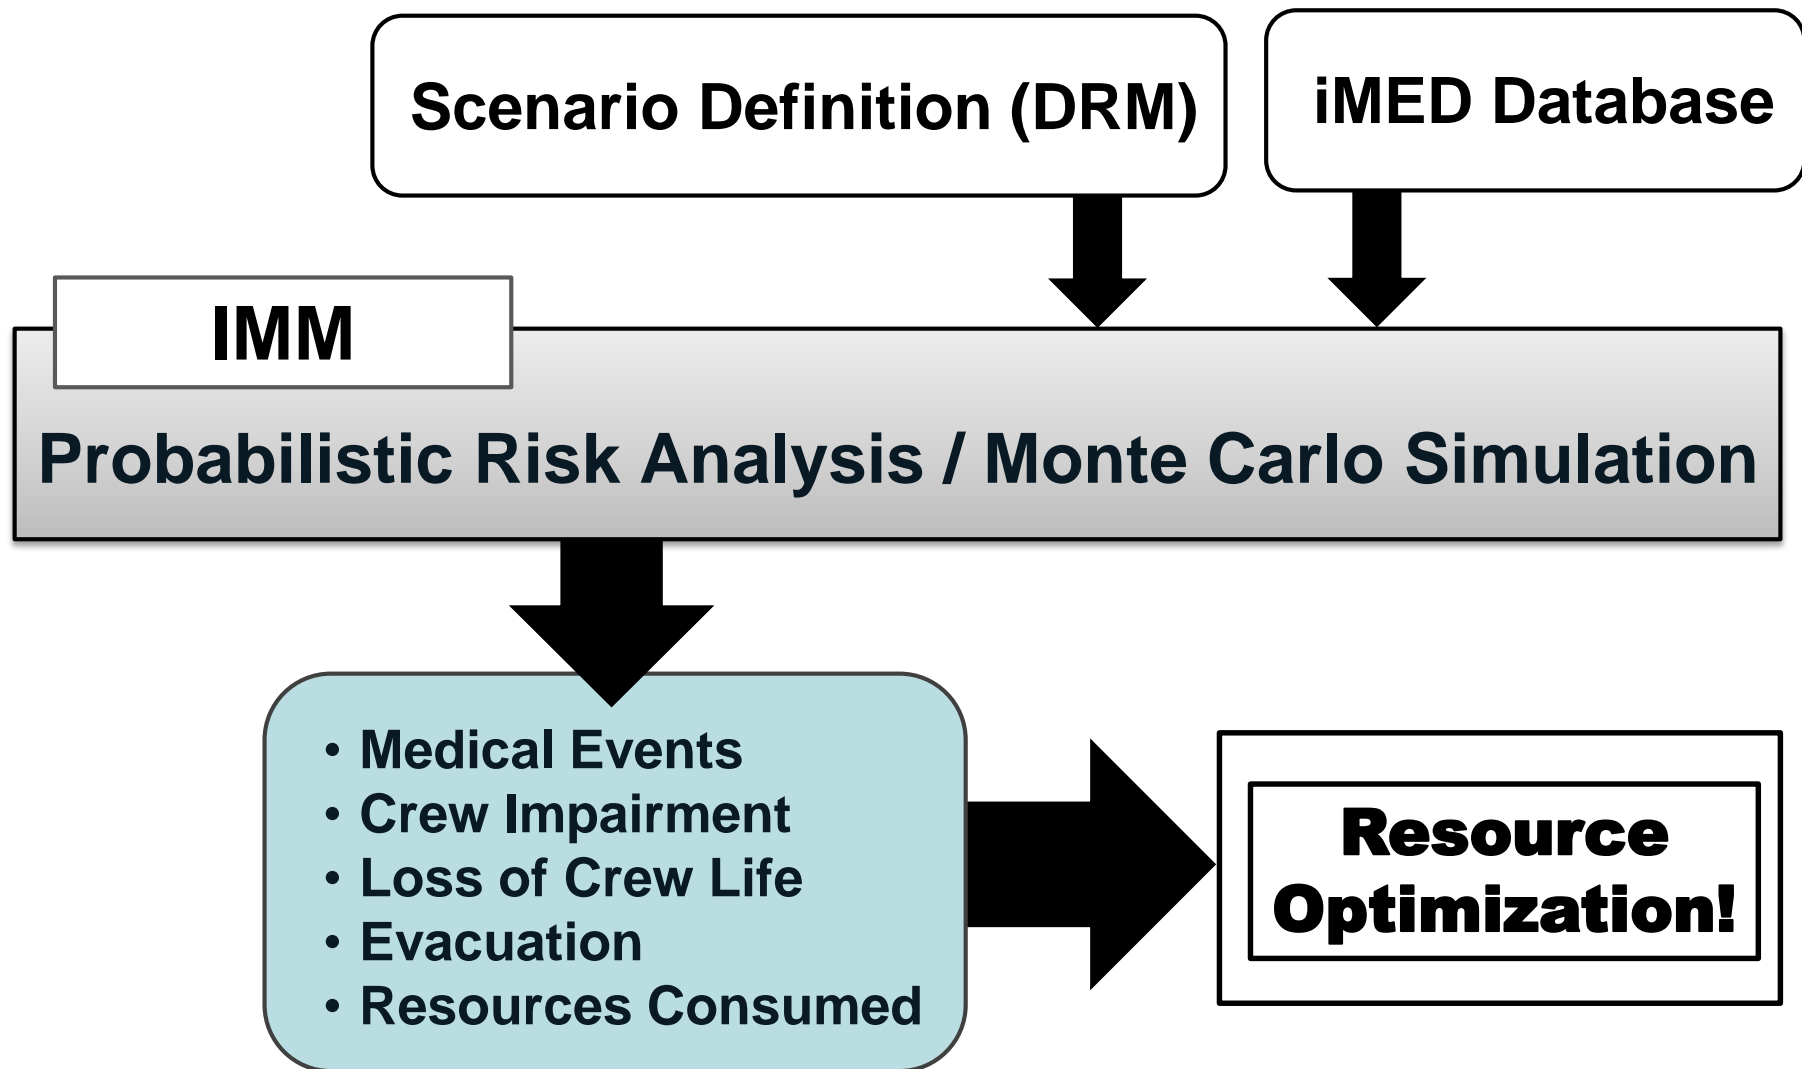 Scenario Definition (DRM)
iMED Database
IMM
Probabilistic Risk Analysis / Monte Carlo Simulation
• Medical Events
• Crew Impairment
• Loss of Crew Life
• Evacuation
• Resources Consumed
Resource
Optimization!